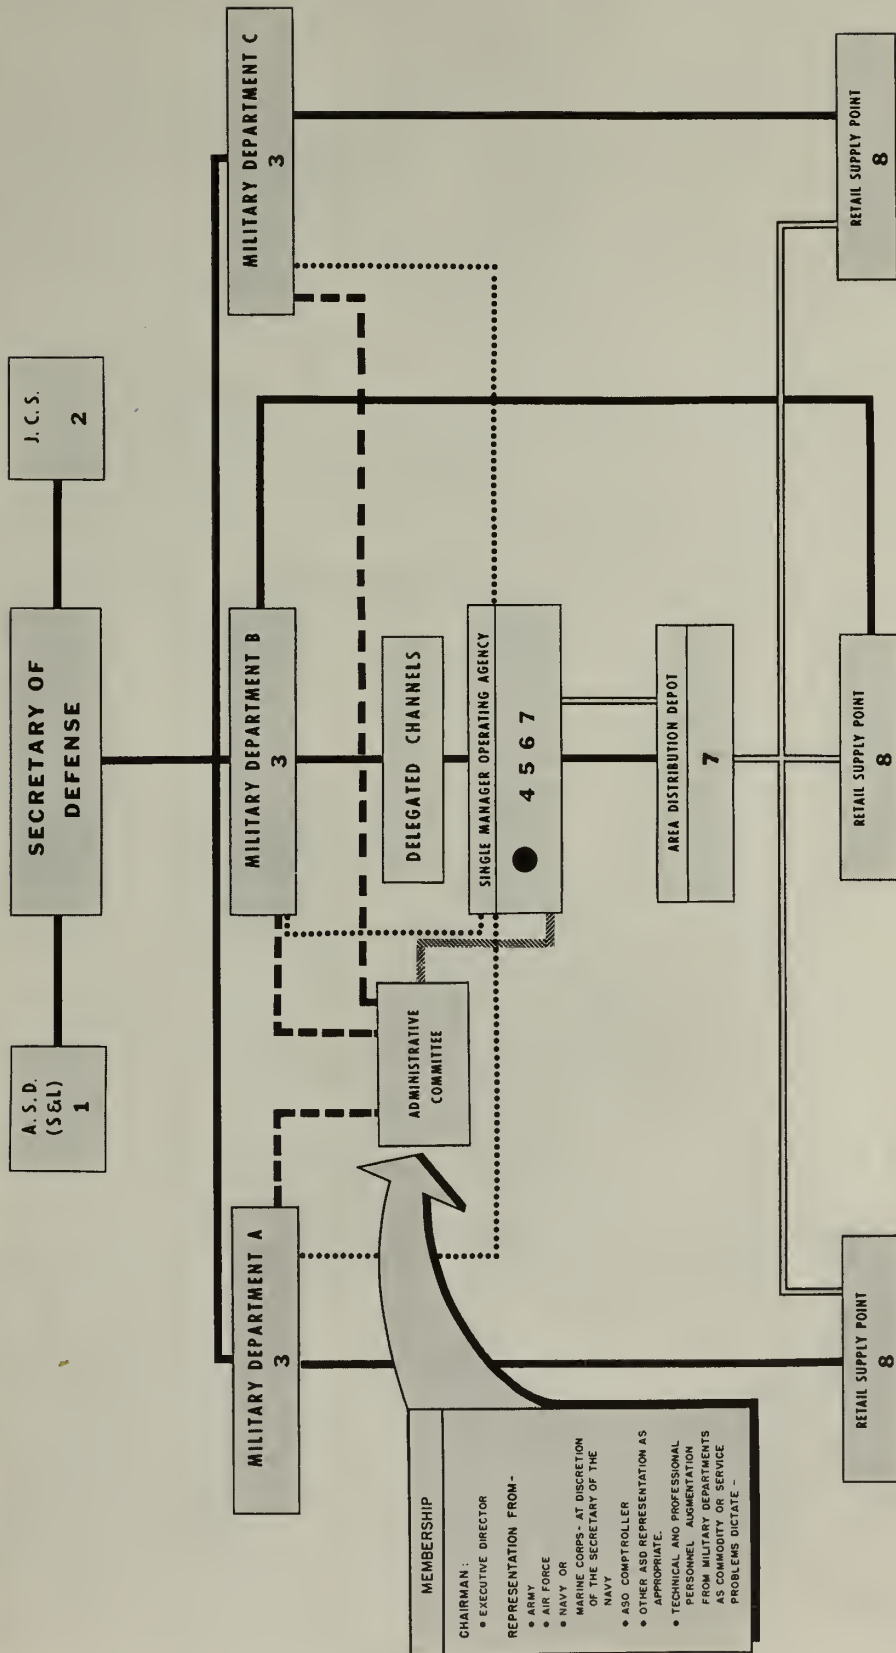 SECRETARY OF
DEFENSE
A. S. D.
(S&L)
1
J. C. S.
2
MILITARY DEPARTMENT A
3
MILITARY DEPARTMENT B
3
MILITARY DEPARTMENT C
3
ADMINISTRATIVE
COMMITTEE
DELEGATED CHANNELS
SINGLE MANAGER OPERATING AGENCY
4 5 6 7
AREA DISTRIBUTION DEPOT
7
MEMBERSHIP
CHAIRMAN:
• EXECUTIVE DIRECTOR
REPRESENTATION FROM-
• ARMY
• AIR FORCE
• NAVY OR
MARINE CORPS- AT DISCRETION
OF THE SECRETARY OF THE
NAVY
• ASO COMPTROLLER
• OTHER ASD REPRESENTATION AS
APPROPRIATE.
• TECHNICAL AND PROFESSIONAL
PERSONNEL AUGMENTATION
FROM MILITARY DEPARTMENTS
AS COMMODITY OR SERVICE
PROBLEMS DICTATE -
RETAIL SUPPLY POINT
8
RETAIL SUPPLY POINT
8
RETAIL SUPPLY POINT
8